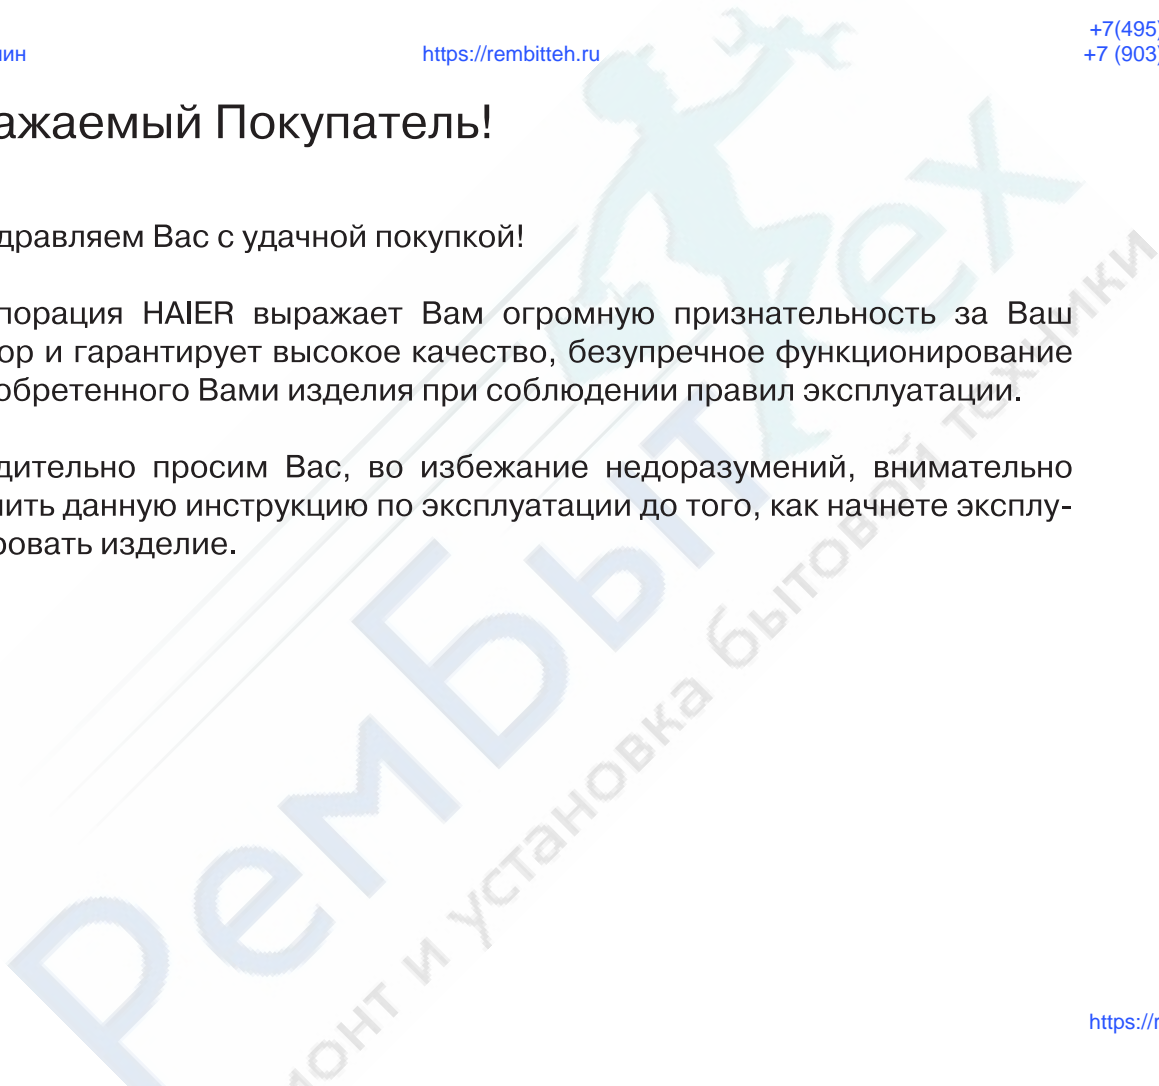 +7(495)
мин https://rembitteh.ru +7 (903)
ажаемый Покупатель!
дравляем Вас с удачной покупкой!
порация HAIER выражает Вам огромную признательность за Ваш
ор и гарантирует высокое качество, безупречное функционирование
обретенного Вами изделия при соблюдении правил эксплуатации.
дительно просим Вас, во избежание недоразумений, внимательно
чить данную инструкцию по эксплуатации до того, как начнете эксплу-
ровать изделие.
РемБытТех
монт и установка бытовой техники
https://r